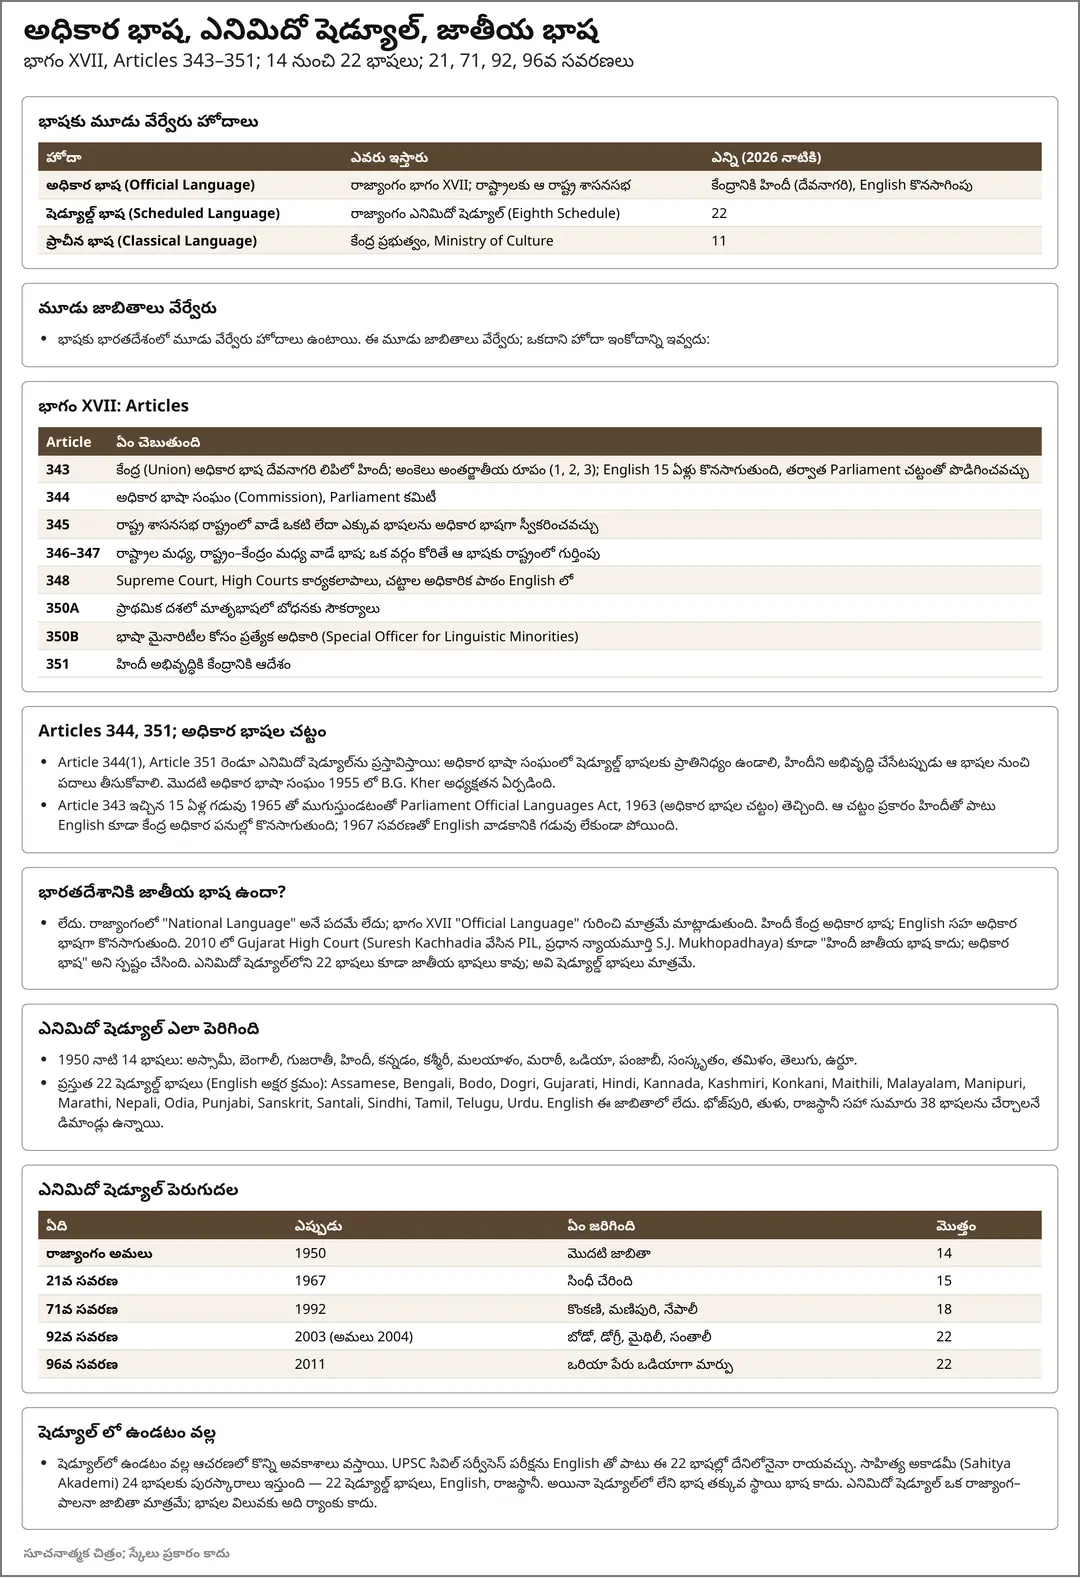 అధికార భాష, ఎనిమిదో షెడ్యూల్, జాతీయ భాష
భాగం XVII, Articles 343–351; 14 నుంచి 22 భాషలు; 21, 71, 92, 96వ సవరణలు
భాషకు మూడు వేర్వేరు హోదాలు
హోదా ఎవరు ఇస్తారు ఎన్ని (2026 నాటికి)
అధికార భాష (Official Language) రాజ్యాంగం భాగం XVII; రాష్ట్రాలకు ఆ రాష్ట్ర శాసనసభ కేంద్రానికి హిందీ (దేవనాగరి), English కొనసాగింపు
షెడ్యూల్డ్ భాష (Scheduled Language) రాజ్యాంగం ఎనిమిదో షెడ్యూల్ (Eighth Schedule) 22
ప్రాచీన భాష (Classical Language) కేంద్ర ప్రభుత్వం, Ministry of Culture 11
మూడు జాబితాలు వేర్వేరు
• భాషకు భారతదేశంలో మూడు వేర్వేరు హోదాలు ఉంటాయి. ఈ మూడు జాబితాలు వేర్వేరు; ఒకదాని హోదా ఇంకోదాన్ని ఇవ్వదు:
భాగం XVII: Articles
Article ఏం చెబుతుంది
343 కేంద్ర (Union) అధికార భాష దేవనాగరి లిపిలో హిందీ; అంకెలు అంతర్జాతీయ రూపం (1, 2, 3); English 15 ఏళ్లు కొనసాగుతుంది, తర్వాత Parliament చట్టంతో పొడిగించవచ్చు
344 అధికార భాషా సంఘం (Commission), Parliament కమిటీ
345 రాష్ట్ర శాసనసభ రాష్ట్రంలో వాడే ఒకటి లేదా ఎక్కువ భాషలను అధికార భాషగా స్వీకరించవచ్చు
346–347 రాష్ట్రాల మధ్య, రాష్ట్రం–కేంద్రం మధ్య వాడే భాష; ఒక వర్గం కోరితే ఆ భాషకు రాష్ట్రంలో గుర్తింపు
348 Supreme Court, High Courts కార్యకలాపాలు, చట్టాల అధికారిక పాఠం English లో
350A ప్రాథమిక దశలో మాతృభాషలో బోధనకు సౌకర్యాలు
350B భాషా మైనారిటీల కోసం ప్రత్యేక అధికారి (Special Officer for Linguistic Minorities)
351 హిందీ అభివృద్ధికి కేంద్రానికి ఆదేశం
Articles 344, 351; అధికార భాషల చట్టం
• Article 344(1), Article 351 రెండూ ఎనిమిదో షెడ్యూల్‌ను ప్రస్తావిస్తాయి: అధికార భాషా సంఘంలో షెడ్యూల్డ్ భాషలకు ప్రాతినిధ్యం ఉండాలి, హిందీని అభివృద్ధి చేసేటప్పుడు ఆ భాషల నుంచి
పదాలు తీసుకోవాలి. మొదటి అధికార భాషా సంఘం 1955 లో B.G. Kher అధ్యక్షతన ఏర్పడింది.
• Article 343 ఇచ్చిన 15 ఏళ్ల గడువు 1965 తో ముగుస్తుండటంతో Parliament Official Languages Act, 1963 (అధికార భాషల చట్టం) తెచ్చింది. ఆ చట్టం ప్రకారం హిందీతో పాటు
English కూడా కేంద్ర అధికార పనుల్లో కొనసాగుతుంది; 1967 సవరణతో English వాడకానికి గడువు లేకుండా పోయింది.
భారతదేశానికి జాతీయ భాష ఉందా?
• లేదు. రాజ్యాంగంలో "National Language" అనే పదమే లేదు; భాగం XVII "Official Language" గురించి మాత్రమే మాట్లాడుతుంది. హిందీ కేంద్ర అధికార భాష; English సహ అధికార
భాషగా కొనసాగుతుంది. 2010 లో Gujarat High Court (Suresh Kachhadia వేసిన PIL, ప్రధాన న్యాయమూర్తి S.J. Mukhopadhaya) కూడా "హిందీ జాతీయ భాష కాదు; అధికార
భాష" అని స్పష్టం చేసింది. ఎనిమిదో షెడ్యూల్‌లోని 22 భాషలు కూడా జాతీయ భాషలు కావు; అవి షెడ్యూల్డ్ భాషలు మాత్రమే.
ఎనిమిదో షెడ్యూల్ ఎలా పెరిగింది
• 1950 నాటి 14 భాషలు: అస్సామీ, బెంగాలీ, గుజరాతీ, హిందీ, కన్నడం, కశ్మీరీ, మలయాళం, మరాఠీ, ఒడియా, పంజాబీ, సంస్కృతం, తమిళం, తెలుగు, ఉర్దూ.
• ప్రస్తుత 22 షెడ్యూల్డ్ భాషలు (English అక్షర క్రమం): Assamese, Bengali, Bodo, Dogri, Gujarati, Hindi, Kannada, Kashmiri, Konkani, Maithili, Malayalam, Manipuri,
Marathi, Nepali, Odia, Punjabi, Sanskrit, Santali, Sindhi, Tamil, Telugu, Urdu. English ఈ జాబితాలో లేదు. భోజ్‌పురి, తుళు, రాజస్థానీ సహా సుమారు 38 భాషలను చేర్చాలనే
డిమాండ్లు ఉన్నాయి.
ఎనిమిదో షెడ్యూల్ పెరుగుదల
ఏది ఎప్పుడు ఏం జరిగింది మొత్తం
రాజ్యాంగం అమలు 1950 మొదటి జాబితా 14
21వ సవరణ 1967 సింధీ చేరింది 15
71వ సవరణ 1992 కొంకణి, మణిపురి, నేపాలీ 18
92వ సవరణ 2003 (అమలు 2004) బోడో, డోగ్రీ, మైథిలీ, సంతాలీ 22
96వ సవరణ 2011 ఒరియా పేరు ఒడియాగా మార్పు 22
షెడ్యూల్ లో ఉండటం వల్ల
• షెడ్యూల్‌లో ఉండటం వల్ల ఆచరణలో కొన్ని అవకాశాలు వస్తాయి. UPSC సివిల్ సర్వీసెస్ పరీక్షను English తో పాటు ఈ 22 భాషల్లో దేనిలోనైనా రాయవచ్చు. సాహిత్య అకాడమీ (Sahitya
Akademi) 24 భాషలకు పురస్కారాలు ఇస్తుంది — 22 షెడ్యూల్డ్ భాషలు, English, రాజస్థానీ. అయినా షెడ్యూల్‌లో లేని భాష తక్కువ స్థాయి భాష కాదు. ఎనిమిదో షెడ్యూల్ ఒక రాజ్యాంగ–
పాలనా జాబితా మాత్రమే; భాషల విలువకు అది ర్యాంకు కాదు.
సూచనాత్మక చిత్రం; స్కేలు ప్రకారం కాదు